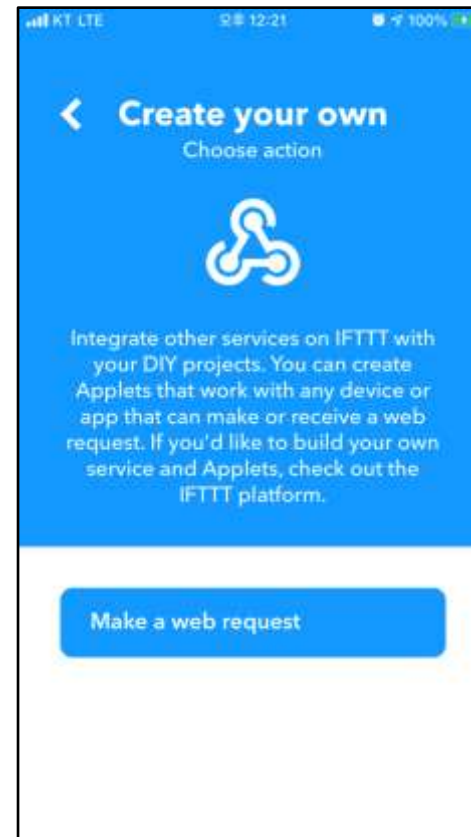 KT LTE 오후 12:21 100%
Create your own
Choose action
Integrate other services on IFTTT with
your DIY projects. You can create
Applets that work with any device or
app that can make or receive a web
request. If you'd like to build your own
service and Applets, check out the
IFTTT platform.
Make a web request